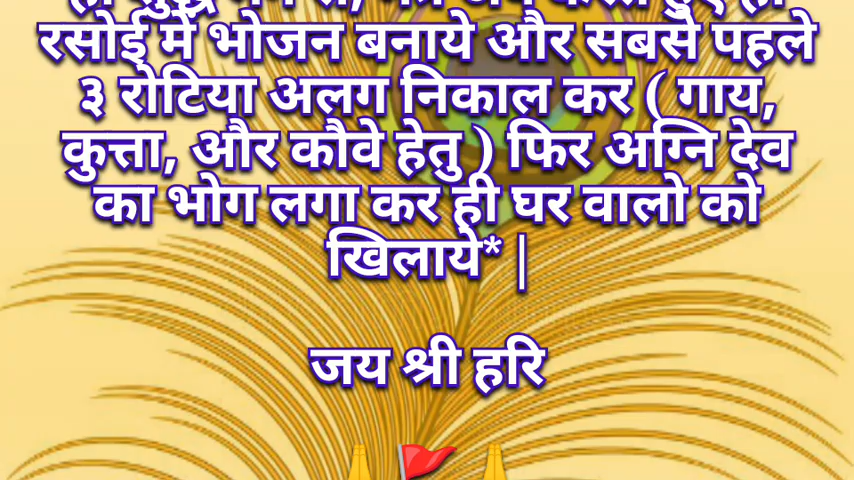 रसोई में भोजन बनाये और सबसे पहले
३ रोटिया अलग निकाल कर ( गाय,
कुत्ता, और कौवे हेतु ) फिर अग्नि देव
का भोग लगा कर ही घर वालो को
खिलाये* |
जय श्री हरि